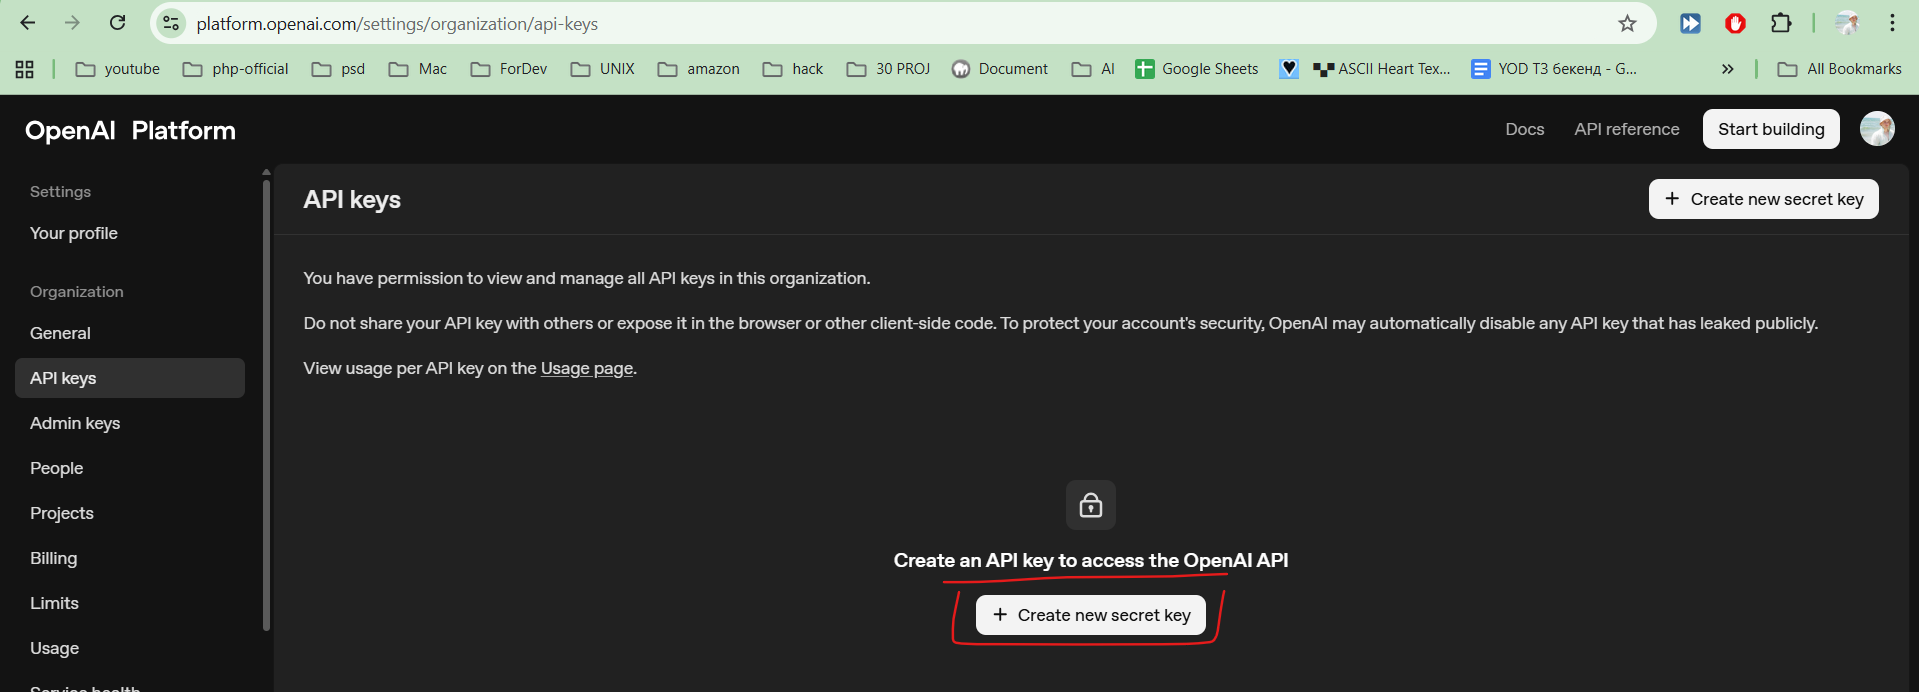 platform.openai.com/settings/organization/api-keys
youtube php-official psd Mac ForDev UNIX amazon hack 30 PROJ Document AI Google Sheets ASCII Heart Tex... YOD ТЗ бекенд - G... All Bookmarks
OpenAI Platform
Docs API reference Start building
Settings
Your profile
Organization
General
API keys
Admin keys
People
Projects
Billing
Limits
Usage
Service health
API keys
+ Create new secret key
You have permission to view and manage all API keys in this organization.
Do not share your API key with others or expose it in the browser or other client-side code. To protect your account's security, OpenAI may automatically disable any API key that has leaked publicly.
View usage per API key on the Usage page.
Create an API key to access the OpenAI API
+ Create new secret key